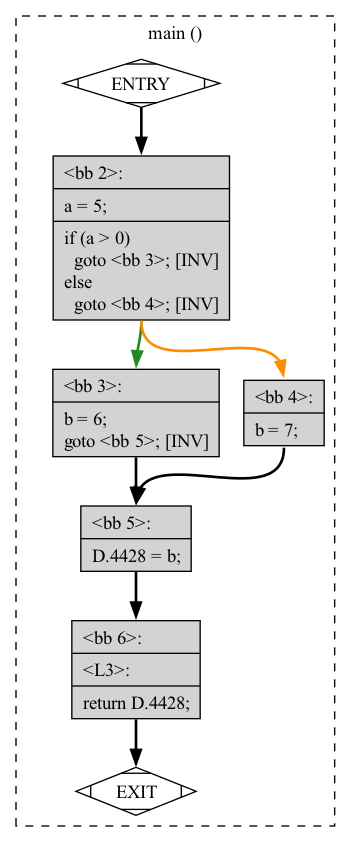 main ()
ENTRY
<bb 2>:
a = 5;
if (a > 0)
goto <bb 3>; [INV]
else
goto <bb 4>; [INV]
<bb 3>:
b = 6;
goto <bb 5>; [INV]
<bb 4>:
b = 7;
<bb 5>:
D.4428 = b;
<bb 6>:
<L3>:
return D.4428;
EXIT